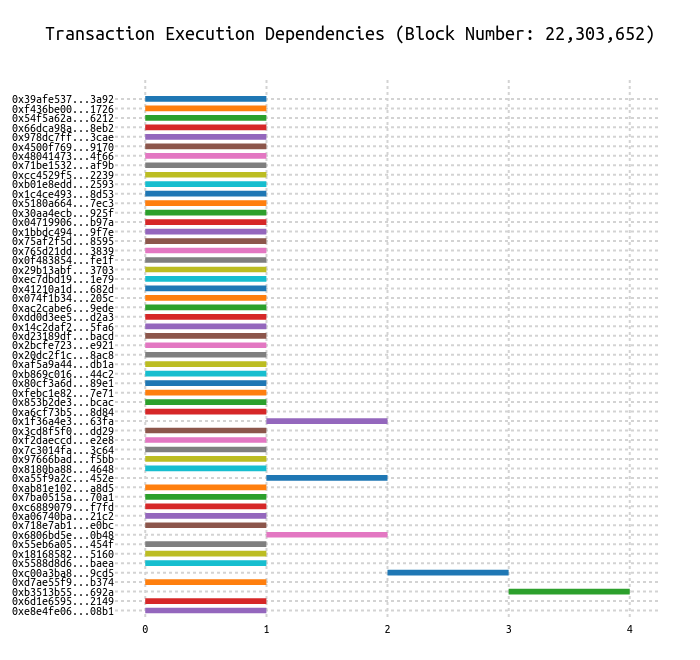 Transaction Execution Dependencies (Block Number: 22,303,652)
0x39afe537...3a92
0xf436be00...1726
0x54f5a62a...6212
0x66dca98a...8eb2
0x978dc7ff...3cae
0x4500f769...9170
0x48041473...4f66
0x71be1532...af9b
0xcc4529f5...2239
0xb01e8edd...2593
0x1c4ce493...8d53
0x5180a664...7ec3
0x30aa4ecb...925f
0x04719906...b97a
0x1bbdc494...9f7e
0x75af2f5d...8595
0x765d21dd...3839
0x0f483854...fe1f
0x29b13abf...3703
0xec7dbd19...1e79
0x41210a1d...682d
0x074f1b34...205c
0xac2cabe6...9ede
0xdd0d3ee5...d2a3
0x14c2daf2...5fa6
0xd23189df...bacd
0x2bcfe723...e921
0x20dc2f1c...8ac8
0xaf5a9a44...db1a
0xb869c016...44c2
0x80cf3a6d...89e1
0xfebc1e82...7e71
0x853b2de3...bcac
0xa6cf73b5...8d84
0x1f36a4e3...63fa
0x3cd8f5f0...dd29
0xf2daeccd...e2e8
0x7c3014fa...3c64
0x97666bad...f5bb
0x8180ba88...4648
0xa55f9a2c...452e
0xab81e102...a8d5
0x7ba0515a...70a1
0xc6889079...f7fd
0xa06740ba...21c2
0x718e7ab1...e0bc
0x6806bd5e...0b48
0x55eb6a05...454f
0x18168582...5160
0x5588d8d6...baea
0xc00a3ba8...9cd5
0xd7ae55f9...b374
0xb3513b55...692a
0x6d1e6595...2149
0xe8e4fe06...08b1
0 1 2 3 4